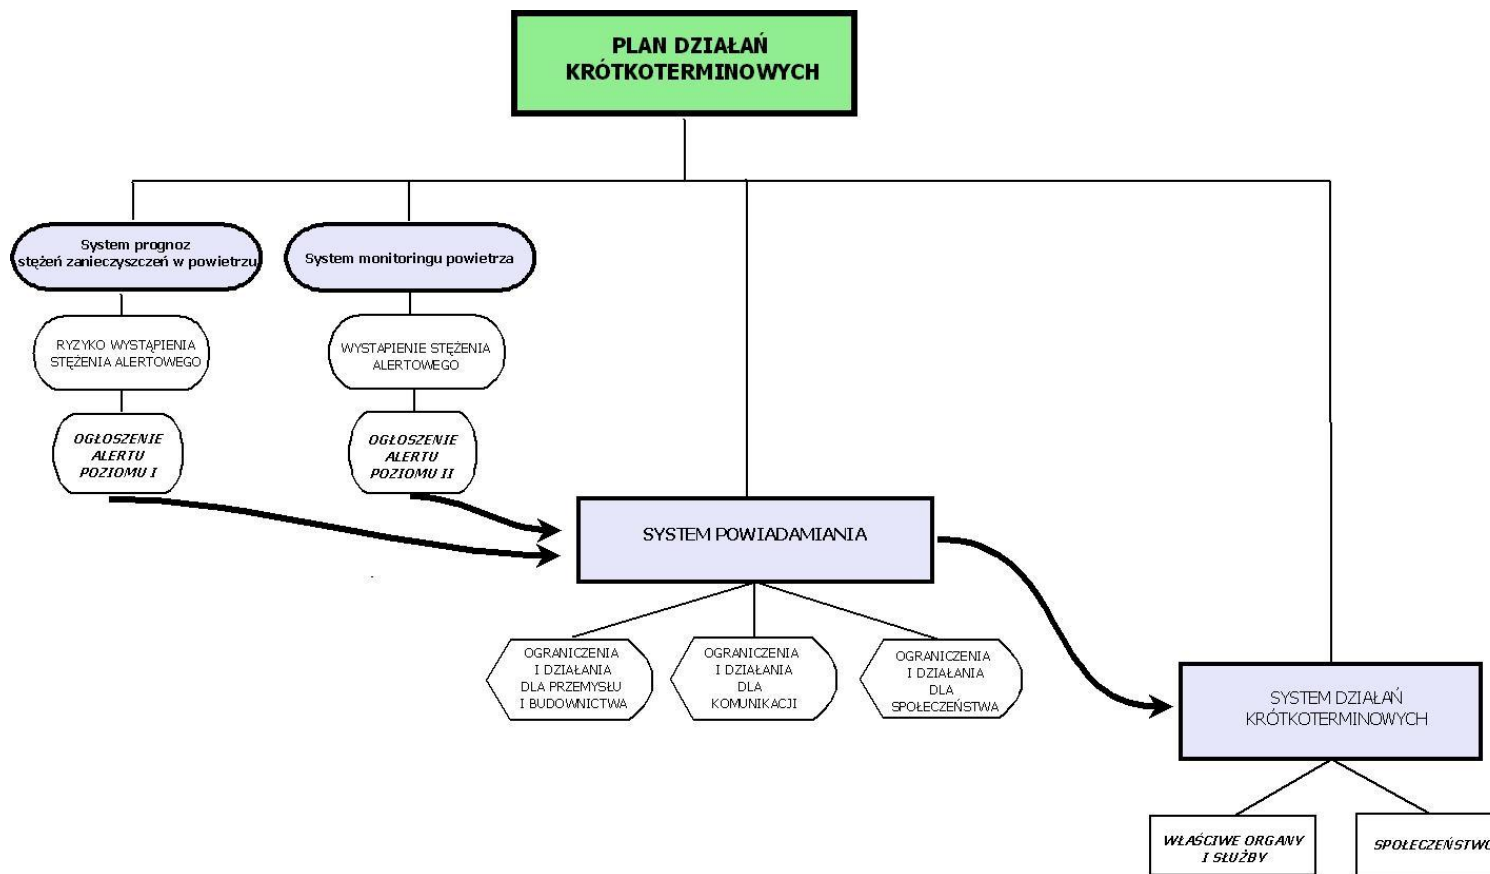 PLAN DZIAŁAŃ
KRÓTKOTERMINOWYCH
System prognoz
stężeń zanieczyszczeń w powietrzu
System monitoringu powietrza
RYZYKO WYSTĄPIENIA
STĘŻENIA ALERTOWEGO
WYSTAPIENIE STĘŻENIA
ALERTOWEGO
OGŁOSZENIE
ALERTU
POZIOMU I
OGŁOSZENIE
ALERTU
POZIOMU II
SYSTEM POWIADAMIANIA
OGRANICZENIA
I DZIAŁANIA
DLA PRZEMYSŁU
I BUDOWNICTWA
OGRANICZENIA
I DZIAŁANIA
DLA
KOMUNIKACJI
OGRANICZENIA
I DZIAŁANIA
DLA
SPOŁECZEŃSTWA
SYSTEM DZIAŁAŃ
KRÓTKOTERMINOWYCH
WŁAŚCIWE ORGANY
I SŁUŻBY
SPOŁECZEŃSTWO